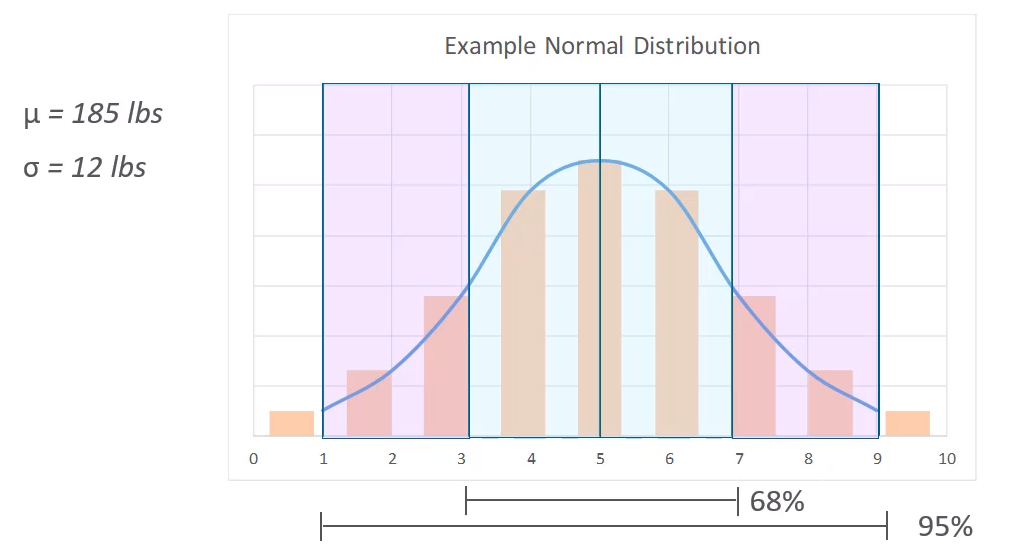 Example Normal Distribution
μ = 185 lbs
σ = 12 lbs
0 1 2 3 4 5 6 7 8 9 10
68%
95%